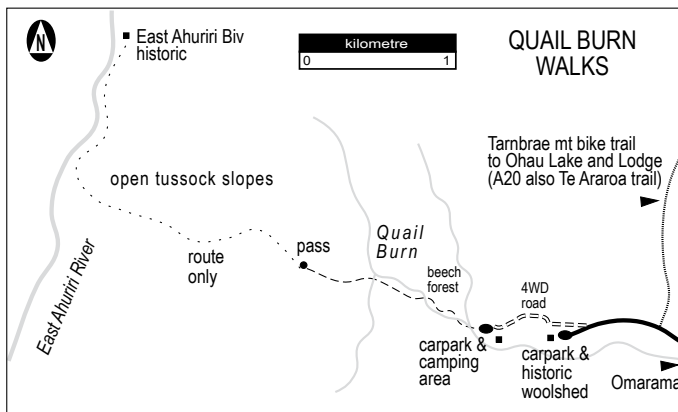 N
East Ahuriri Biv
historic
kilometre
0 1
QUAIL BURN
WALKS
Tarnbrae mt bike trail
to Ohau Lake and Lodge
(A20 also Te Araroa trail)
open tussock slopes
Quail
Burn
pass
route
only
East Ahuriri River
beech
forest
4WD
road
carpark &
camping
area
carpark &
historic
woolshed
Omarama